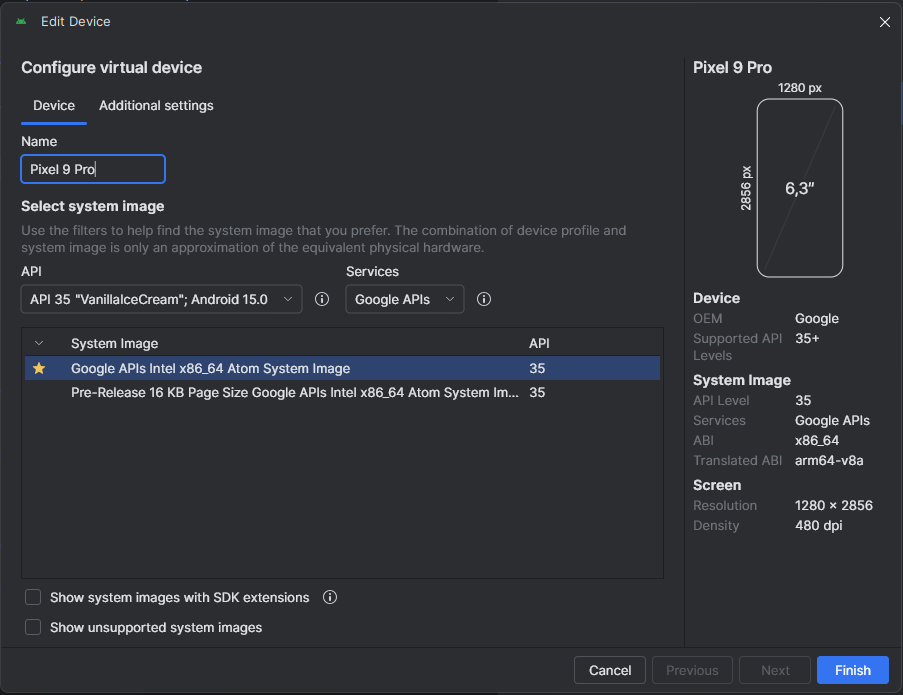 Edit Device
Configure virtual device
Device Additional settings
Name
Pixel 9 Pro
Select system image
Use the filters to help find the system image that you prefer. The combination of device profile and
system image is only an approximation of the equivalent physical hardware.
API Services
API 35 "VanillaIceCream"; Android 15.0 Google APIs
System Image API
Google APIs Intel x86_64 Atom System Image 35
Pre-Release 16 KB Page Size Google APIs Intel x86_64 Atom System Im... 35
Show system images with SDK extensions
Show unsupported system images
Pixel 9 Pro
1280 px
2856 px
6,3”
Device
OEM Google
Supported API 35+
Levels
System Image
API Level 35
Services Google APIs
ABI x86_64
Translated ABI arm64-v8a
Screen
Resolution 1280 × 2856
Density 480 dpi
Cancel Previous Next Finish